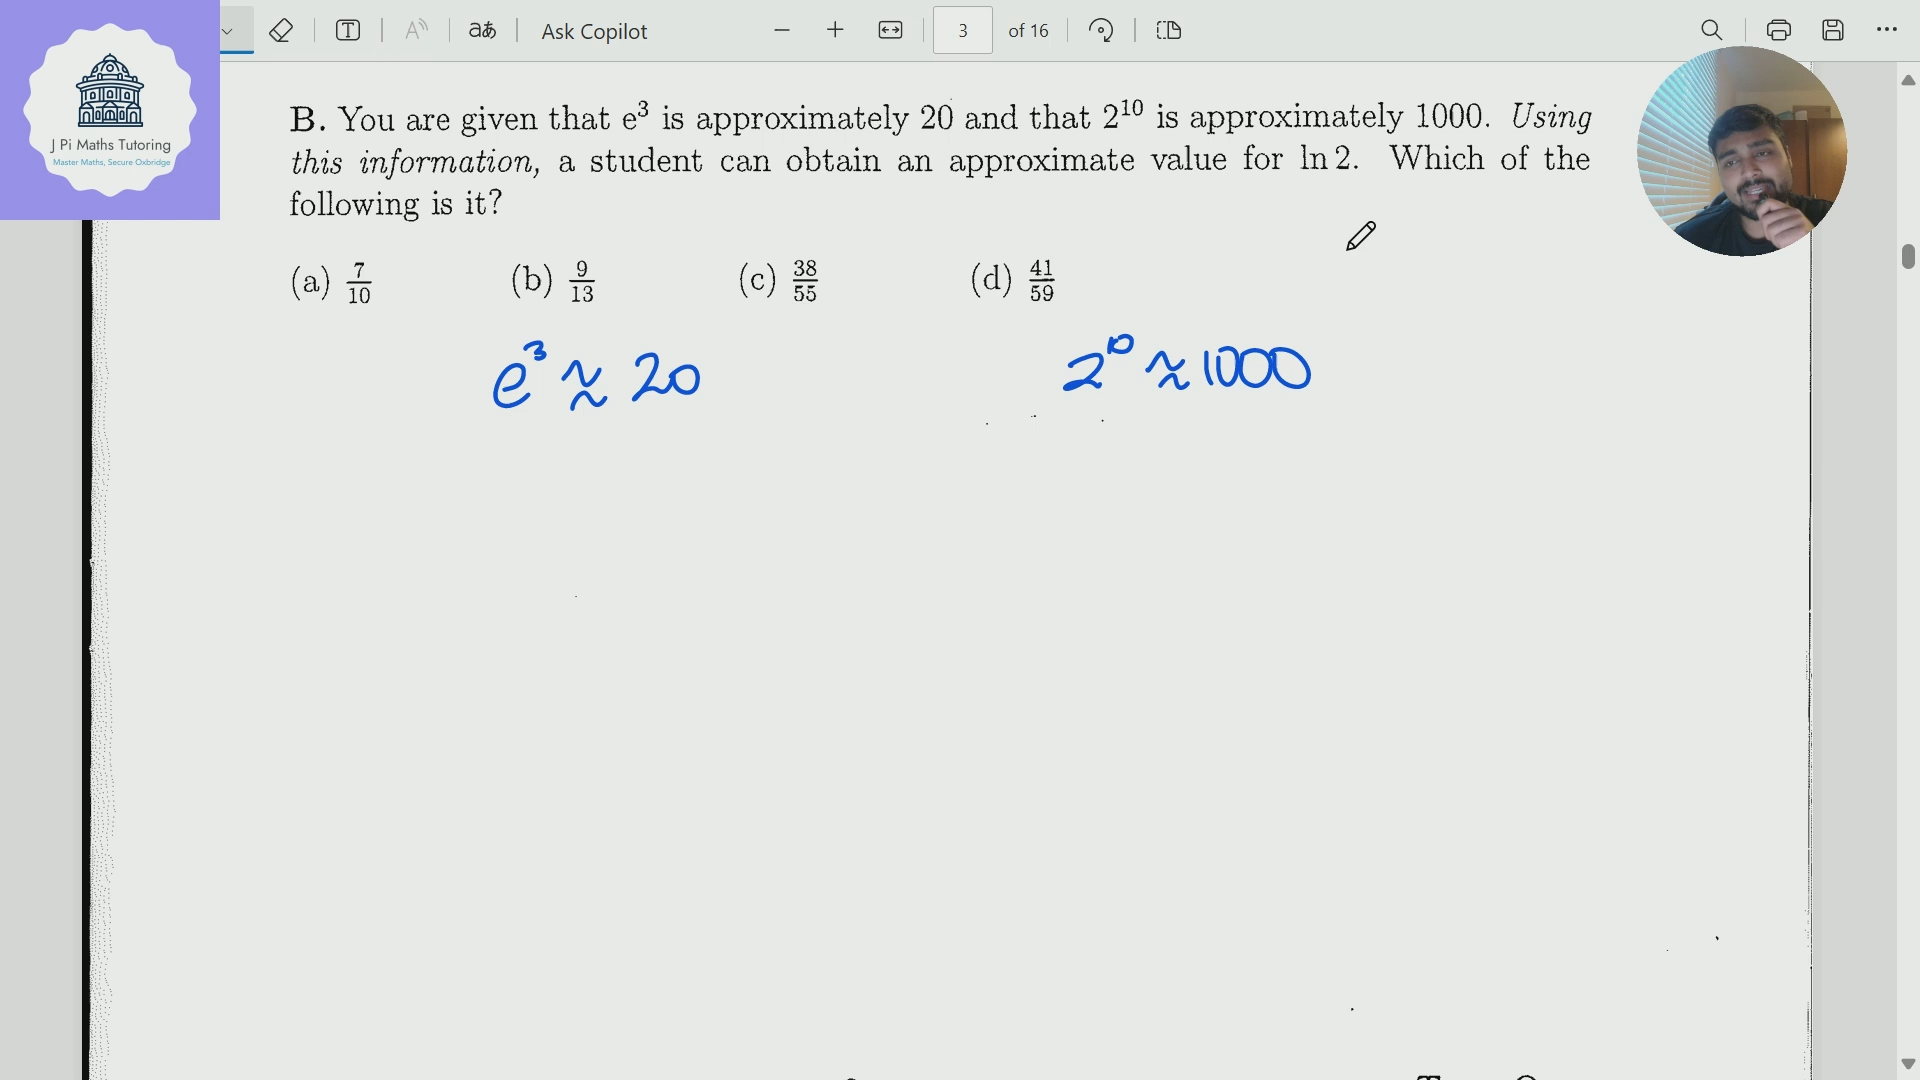 Ask Copilot
3 of 16
J Pi Maths Tutoring
Master Maths, Secure Oxbridge
B. You are given that e³ is approximately 20 and that 2¹⁰ is approximately 1000. Using
this information, a student can obtain an approximate value for ln 2. Which of the
following is it?
(a) 7/10 (b) 9/13 (c) 38/55 (d) 41/59
e³ ≈ 20 2¹⁰ ≈ 1000